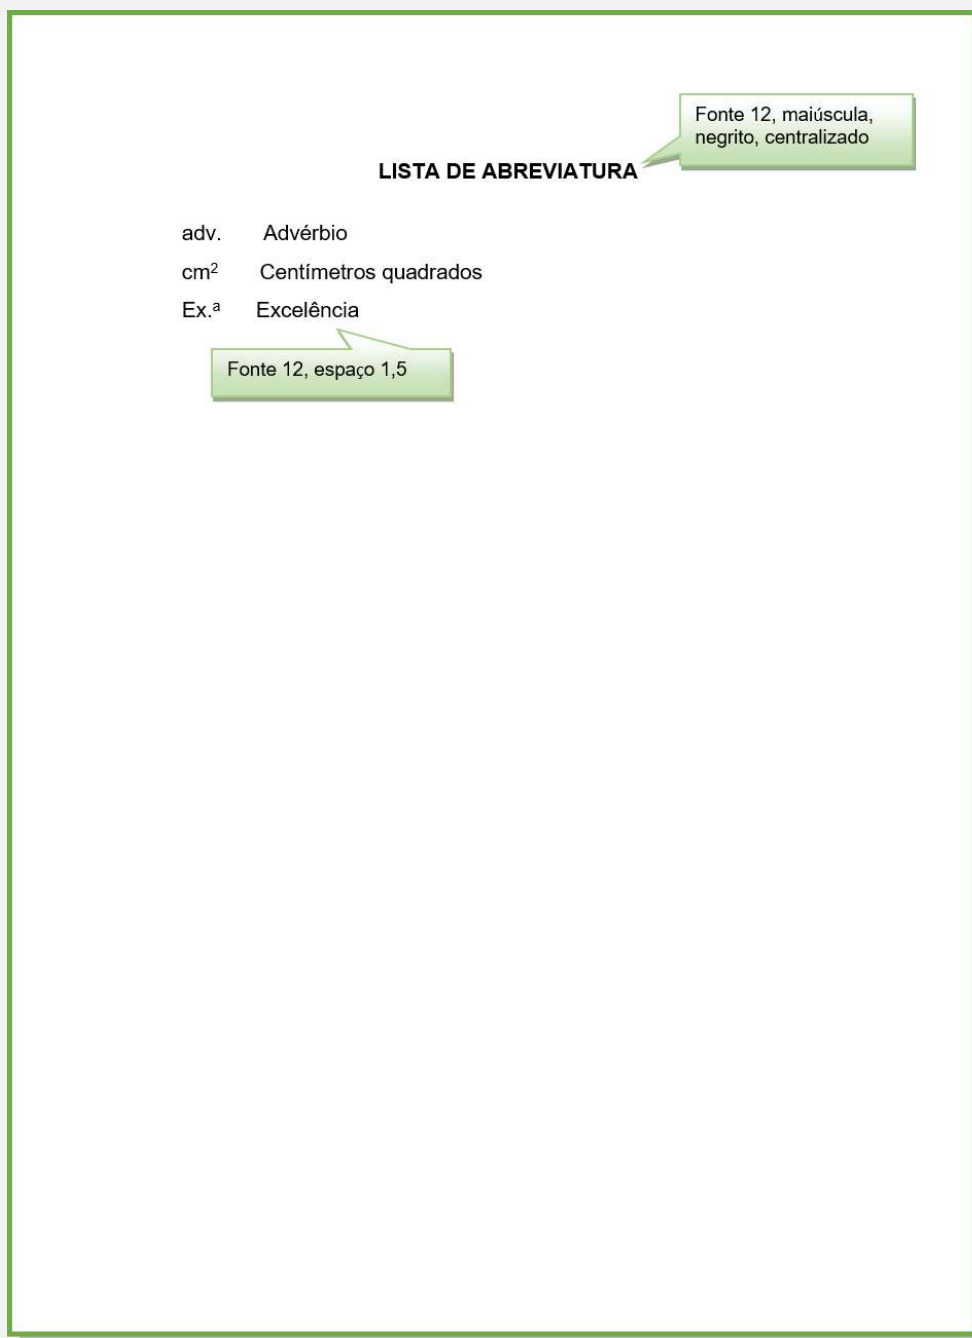 Fonte 12, maiúscula,
negrito, centralizado
LISTA DE ABREVIATURA
adv. Advérbio
cm² Centímetros quadrados
Ex.ª Excelência
Fonte 12, espaço 1,5